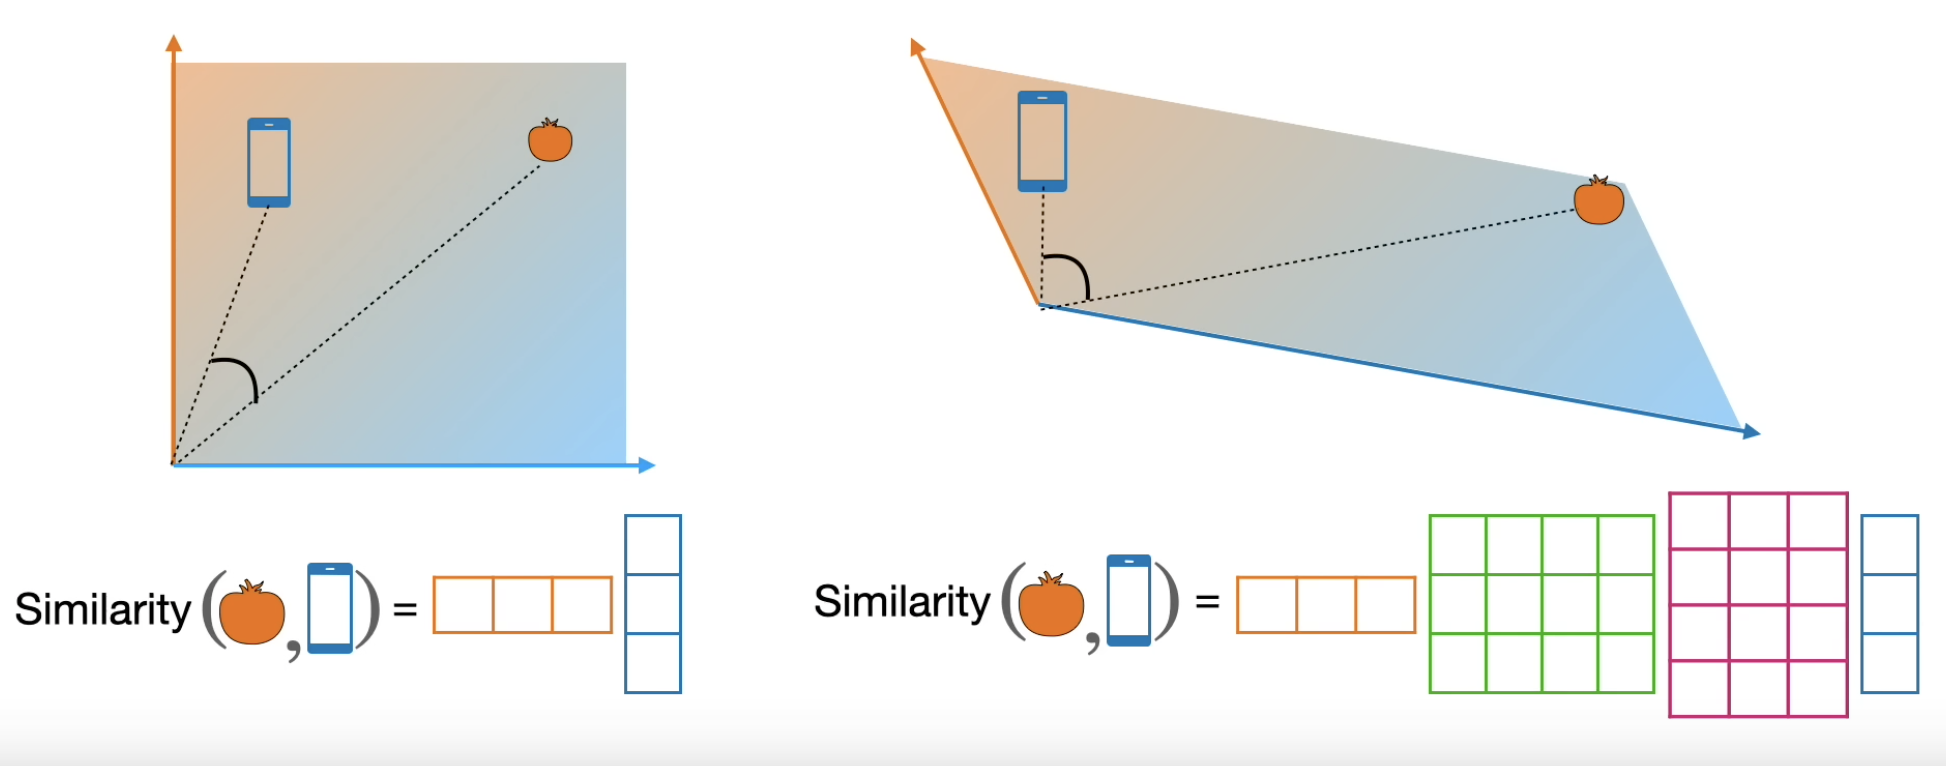 Similarity ( , ) =
Similarity ( , ) =